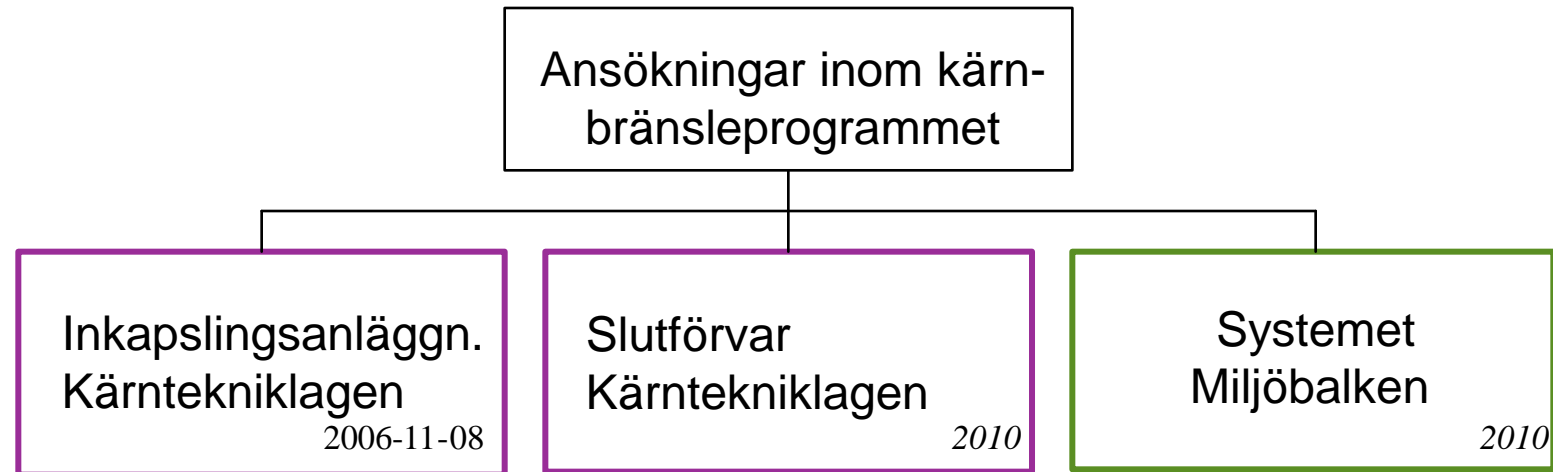 Ansökningar inom kärn-
bränsleprogrammet
Inkapslingsanläggn.
Kärntekniklagen
2006-11-08
Slutförvar
Kärntekniklagen
2010
Systemet
Miljöbalken
2010